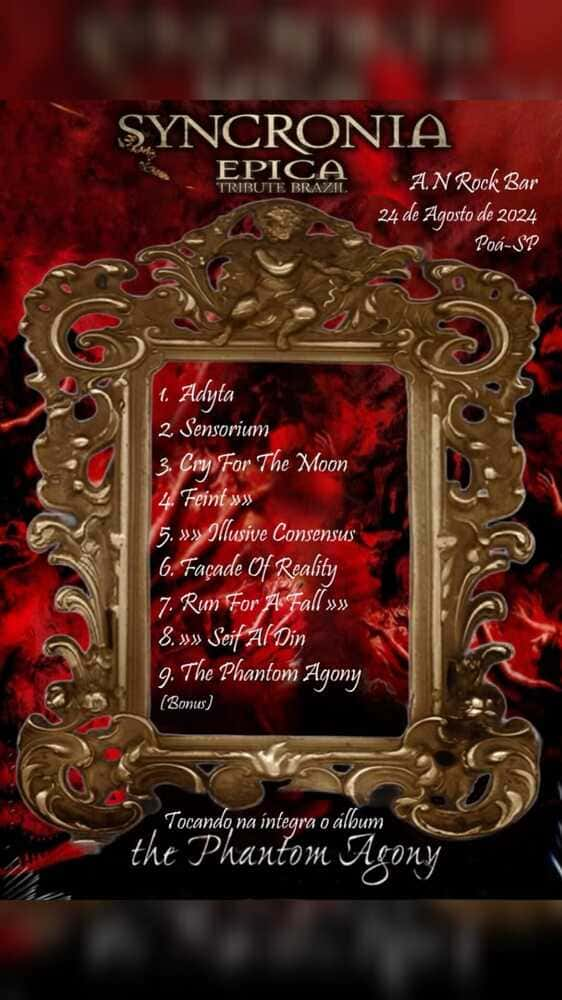 SYNCRONIA
EPICA
TRIBUTE BRAZIL
A.N Rock Bar
24 de Agosto de 2024
Poá-SP
1. Adyta
2. Sensorium
3. Cry For The Moon
4. Feint »»
5. »» Illusive Consensus
6. Façade Of Reality
7. Run For A Fall »»
8. »» Seif Al Din
9. The Phantom Agony
(Bonus)
Tocando na íntegra o álbum
the Phantom Agony